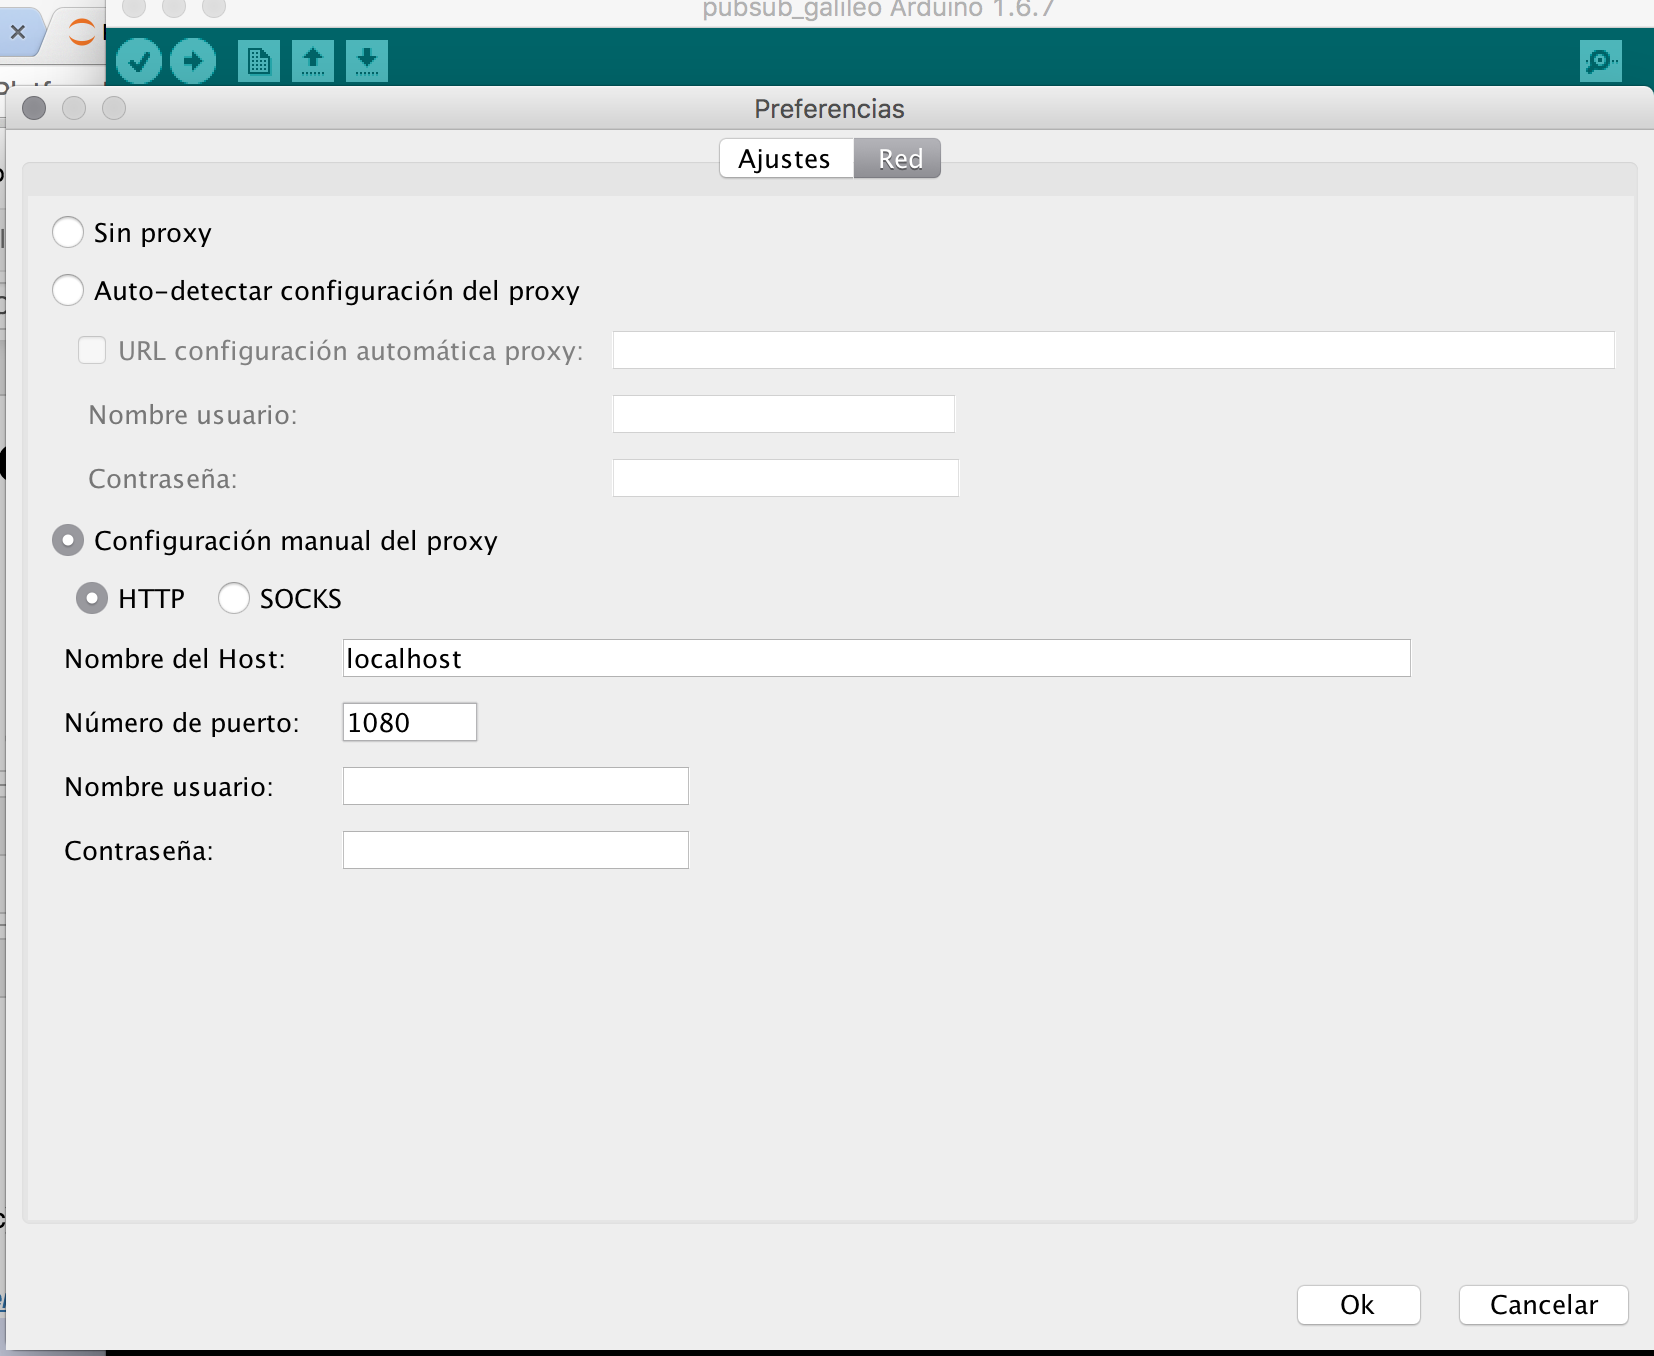 pubsub_galileo Arduino 1.6.7
Preferencias
Ajustes Red
Sin proxy
Auto-detectar configuración del proxy
URL configuración automática proxy:
Nombre usuario:
Contraseña:
Configuración manual del proxy
HTTP SOCKS
Nombre del Host: localhost
Número de puerto: 1080
Nombre usuario:
Contraseña:
Ok Cancelar